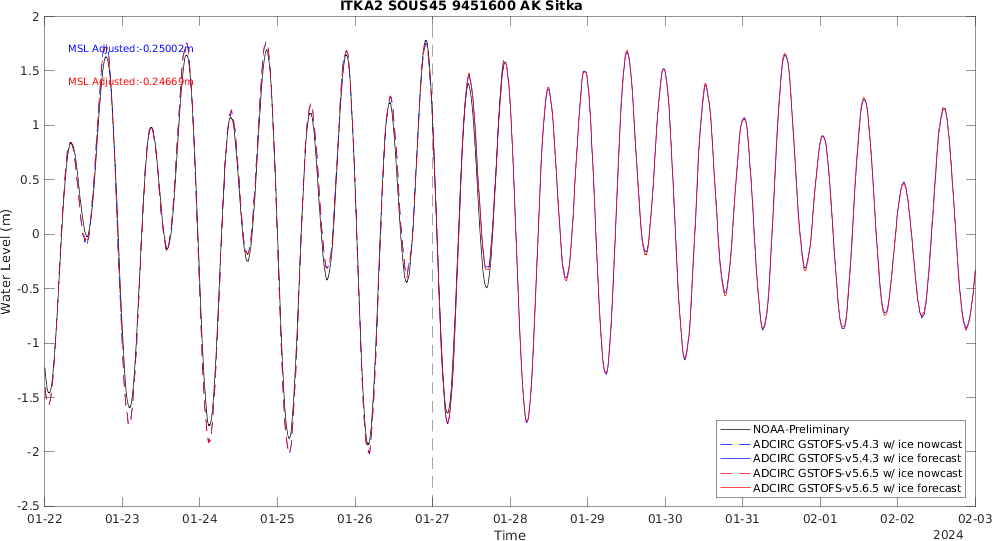 ITKA2 SOUS45 9451600 AK Sitka
MSL Adjusted:-0.25002m
MSL Adjusted:-0.24669m
Water Level (m)
2
1.5
1
0.5
0
-0.5
-1
-1.5
-2
-2.5
NOAA-Preliminary
ADCIRC GSTOFS-v5.4.3 w/ ice nowcast
ADCIRC GSTOFS-v5.4.3 w/ ice forecast
ADCIRC GSTOFS-v5.6.5 w/ ice nowcast
ADCIRC GSTOFS-v5.6.5 w/ ice forecast
01-22 01-23 01-24 01-25 01-26 01-27 01-28 01-29 01-30 01-31 02-01 02-02 02-03
Time
2024